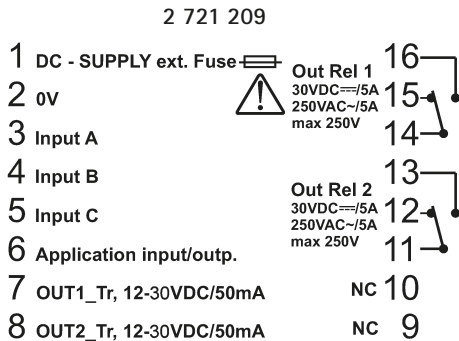 2 721 209
1 DC - SUPPLY ext. Fuse
2 0V
3 Input A
4 Input B
5 Input C
6 Application input/outp.
7 OUT1_Tr, 12-30VDC/50mA
8 OUT2_Tr, 12-30VDC/50mA
Out Rel 1
30VDC⎓/5A
250VAC~/5A
max 250V
16
15
14
Out Rel 2
30VDC⎓/5A
250VAC~/5A
max 250V
13
12
11
NC 10
NC 9